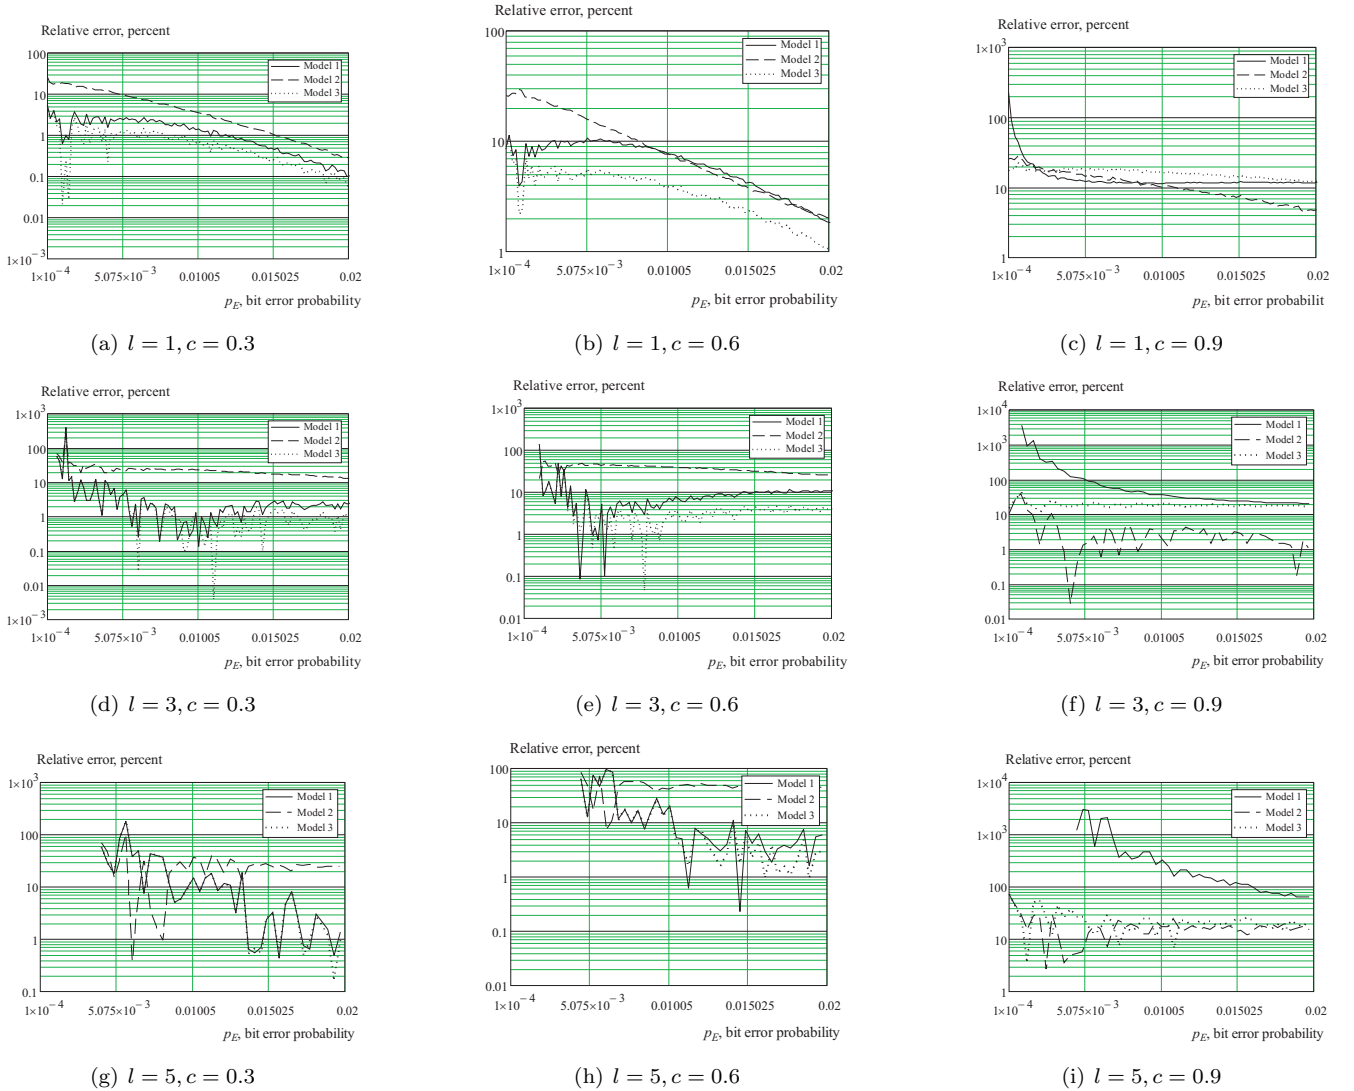 Relative error, percent
100
10
1
0.1
0.01
1×10⁻³
Model 1
Model 2
Model 3
1×10⁻⁴ 5.075×10⁻³ 0.01005 0.015025 0.02
p_E, bit error probability
(a) l = 1, c = 0.3
Relative error, percent
100
10
1
Model 1
Model 2
Model 3
1×10⁻⁴ 5.075×10⁻³ 0.01005 0.015025 0.02
p_E, bit error probability
(b) l = 1, c = 0.6
Relative error, percent
1×10³
100
10
1
Model 1
Model 2
Model 3
1×10⁻⁴ 5.075×10⁻³ 0.01005 0.015025 0.02
p_E, bit error probabilit
(c) l = 1, c = 0.9
Relative error, percent
1×10³
100
10
1
0.1
0.01
1×10⁻³
Model 1
Model 2
Model 3
1×10⁻⁴ 5.075×10⁻³ 0.01005 0.015025 0.02
p_E, bit error probability
(d) l = 3, c = 0.3
Relative error, percent
1×10³
100
10
1
0.1
0.01
Model 1
Model 2
Model 3
1×10⁻⁴ 5.075×10⁻³ 0.01005 0.015025 0.02
p_E, bit error probability
(e) l = 3, c = 0.6
Relative error, percent
1×10⁴
1×10³
100
10
1
0.1
0.01
Model 1
Model 2
Model 3
1×10⁻⁴ 5.075×10⁻³ 0.01005 0.015025 0.02
p_E, bit error probability
(f) l = 3, c = 0.9
Relative error, percent
1×10³
100
10
1
0.1
Model 1
Model 2
Model 3
1×10⁻⁴ 5.075×10⁻³ 0.01005 0.015025 0.02
p_E, bit error probability
(g) l = 5, c = 0.3
Relative error, percent
100
10
1
0.1
0.01
Model 1
Model 2
Model 3
1×10⁻⁴ 5.075×10⁻³ 0.01005 0.015025 0.02
p_E, bit error probability
(h) l = 5, c = 0.6
Relative error, percent
1×10⁴
1×10³
100
10
1
Model 1
Model 2
Model 3
1×10⁻⁴ 5.075×10⁻³ 0.01005 0.015025 0.02
p_E, bit error probability
(i) l = 5, c = 0.9